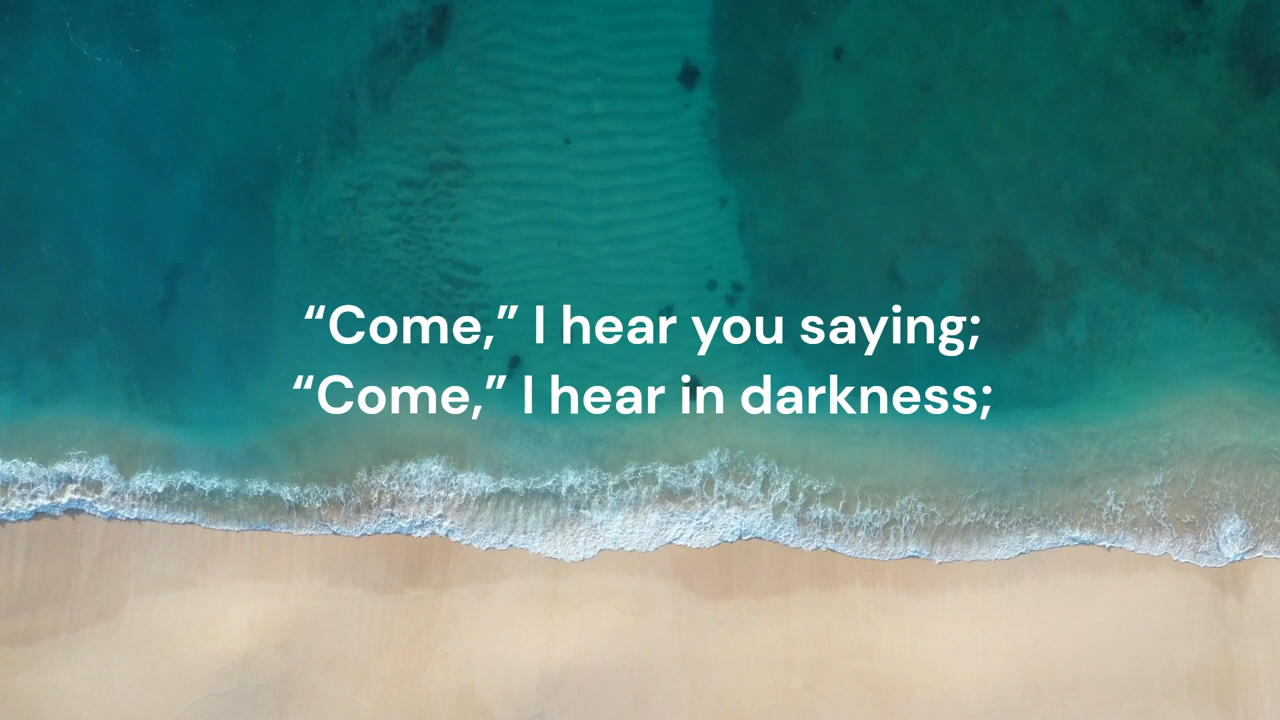 “Come,” I hear you saying;
“Come,” I hear in darkness;